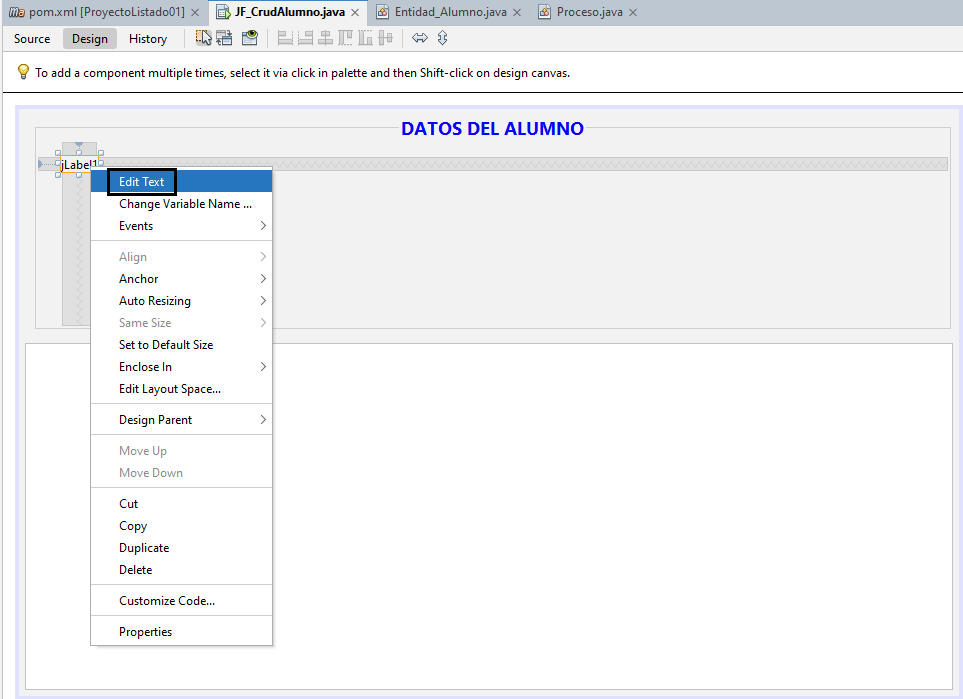 pom.xml [ProyectoListado01] JF_CrudAlumno.java Entidad_Alumno.java Proceso.java
Source Design History
To add a component multiple times, select it via click in palette and then Shift-click on design canvas.
DATOS DEL ALUMNO
jLabel1
Edit Text
Change Variable Name ...
Events
Align
Anchor
Auto Resizing
Same Size
Set to Default Size
Enclose In
Edit Layout Space...
Design Parent
Move Up
Move Down
Cut
Copy
Duplicate
Delete
Customize Code...
Properties